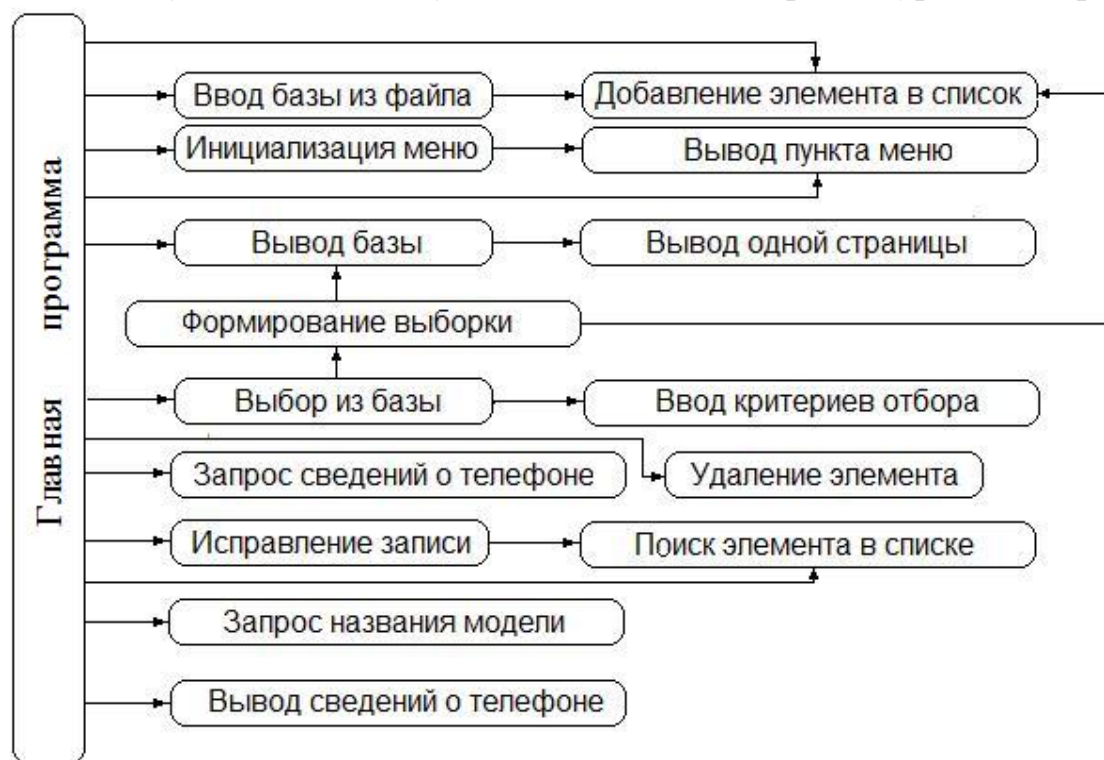 Главная программа
Ввод базы из файла
Добавление элемента в список
Инициализация меню
Вывод пункта меню
Вывод базы
Вывод одной страницы
Формирование выборки
Выбор из базы
Ввод критериев отбора
Запрос сведений о телефоне
Удаление элемента
Исправление записи
Поиск элемента в списке
Запрос названия модели
Вывод сведений о телефоне